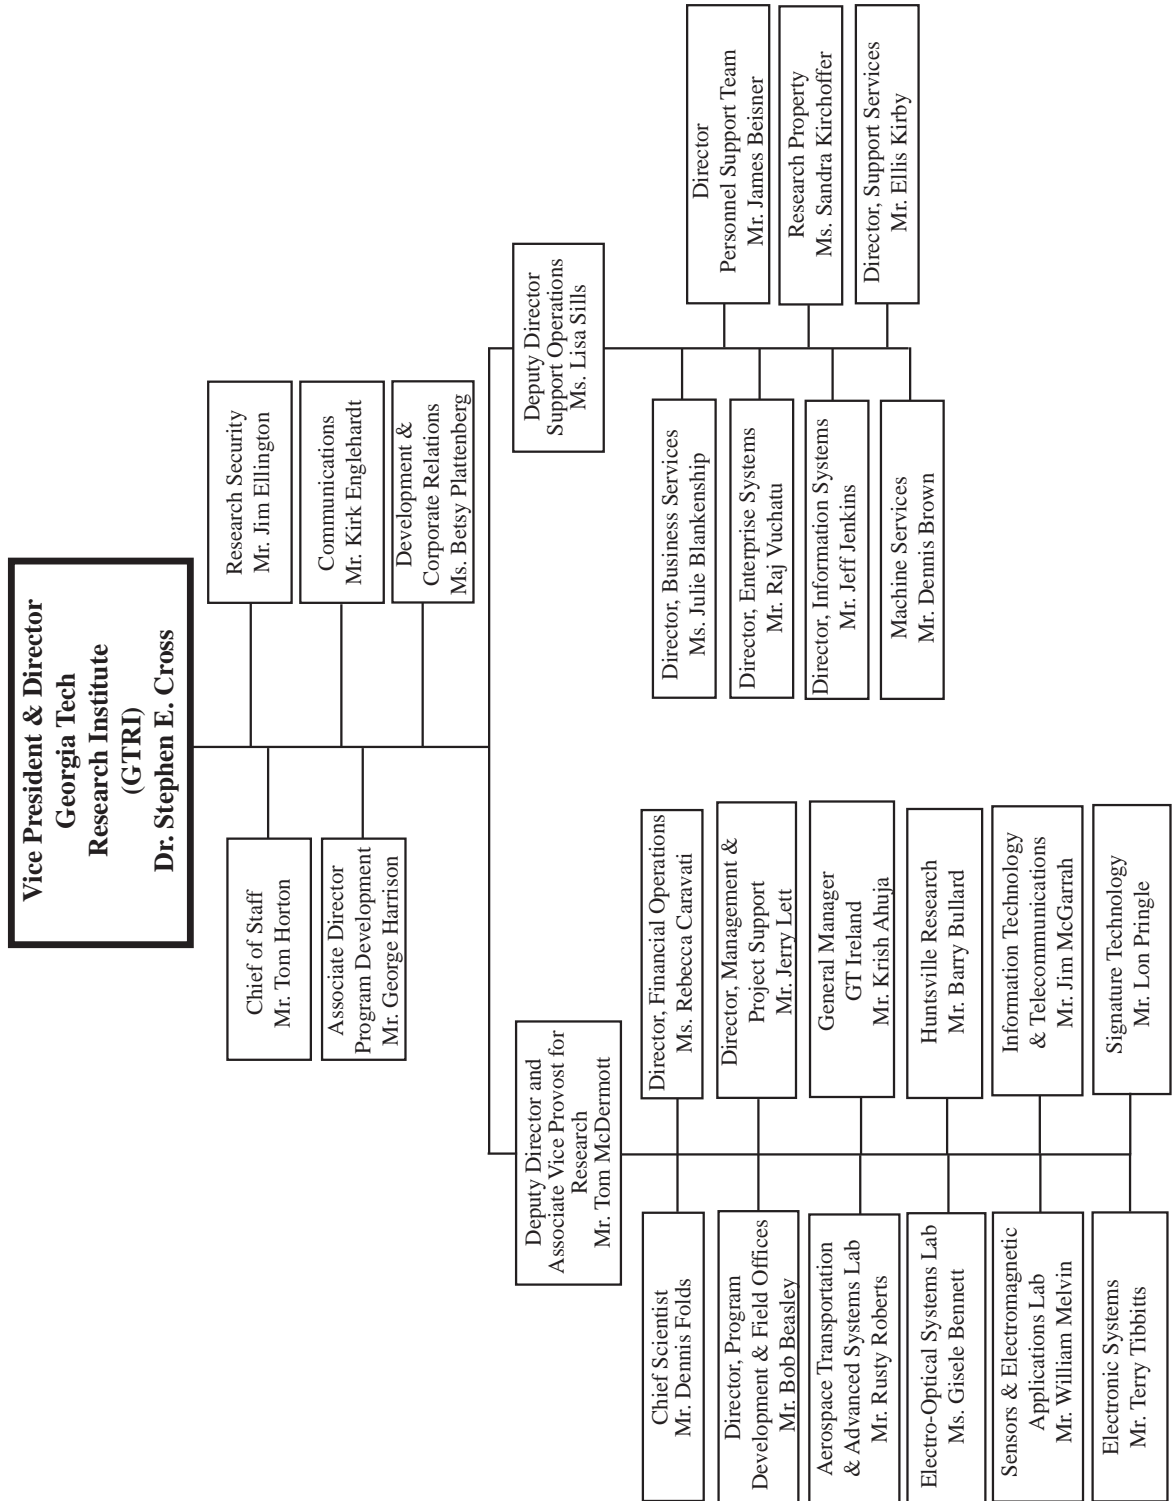 Vice President & Director
Georgia Tech
Research Institute
(GTRI)
Dr. Stephen E. Cross
Chief of Staff
Mr. Tom Horton
Research Security
Mr. Jim Ellington
Associate Director
Program Development
Mr. George Harrison
Communications
Mr. Kirk Englehardt
Development &
Corporate Relations
Ms. Betsy Plattenberg
Deputy Director and
Associate Vice Provost for
Research
Mr. Tom McDermott
Deputy Director
Support Operations
Ms. Lisa Sills
Chief Scientist
Mr. Dennis Folds
Director, Financial Operations
Ms. Rebecca Caravati
Director, Program
Development & Field Offices
Mr. Bob Beasley
Director, Management &
Project Support
Mr. Jerry Lett
Aerospace Transportation
& Advanced Systems Lab
Mr. Rusty Roberts
General Manager
GT Ireland
Mr. Krish Ahuja
Electro-Optical Systems Lab
Ms. Gisele Bennett
Huntsville Research
Mr. Barry Bullard
Sensors & Electromagnetic
Applications Lab
Mr. William Melvin
Information Technology
& Telecommunications
Mr. Jim McGarrah
Electronic Systems
Mr. Terry Tibbitts
Signature Technology
Mr. Lon Pringle
Director, Business Services
Ms. Julie Blankenship
Director
Personnel Support Team
Mr. James Beisner
Director, Enterprise Systems
Mr. Raj Vuchatu
Research Property
Ms. Sandra Kirchoffer
Director, Information Systems
Mr. Jeff Jenkins
Director, Support Services
Mr. Ellis Kirby
Machine Services
Mr. Dennis Brown